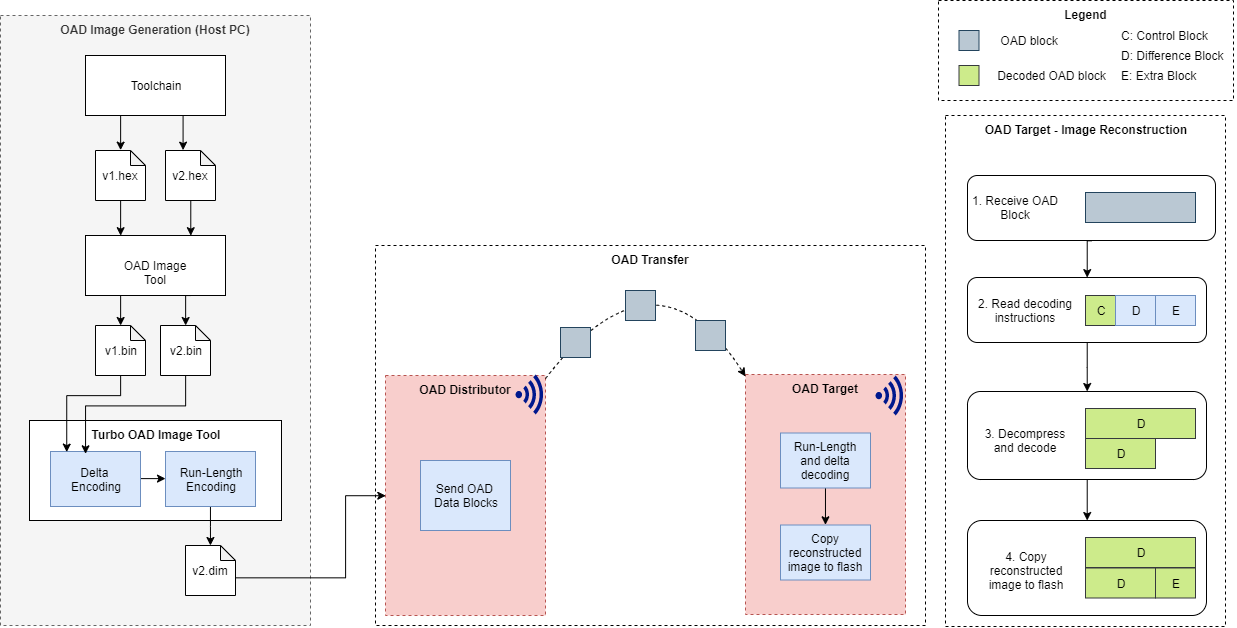 OAD Image Generation (Host PC)
Toolchain
v1.hex
v2.hex
OAD Image
Tool
v1.bin
v2.bin
Turbo OAD Image Tool
Delta
Encoding
Run-Length
Encoding
v2.dim
OAD Transfer
OAD Distributor
Send OAD
Data Blocks
OAD Target
Run-Length
and delta
decoding
Copy
reconstructed
image to flash
Legend
OAD block
Decoded OAD block
C: Control Block
D: Difference Block
E: Extra Block
OAD Target - Image Reconstruction
1. Receive OAD
Block
2. Read decoding
instructions
C
D
E
3. Decompress
and decode
D
D
4. Copy
reconstructed
image to flash
D
D
E